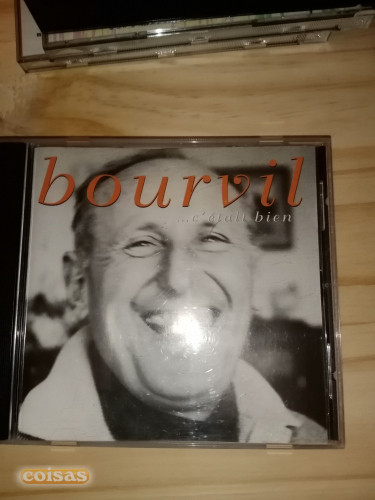 bourvil
...c'était bien
coisas